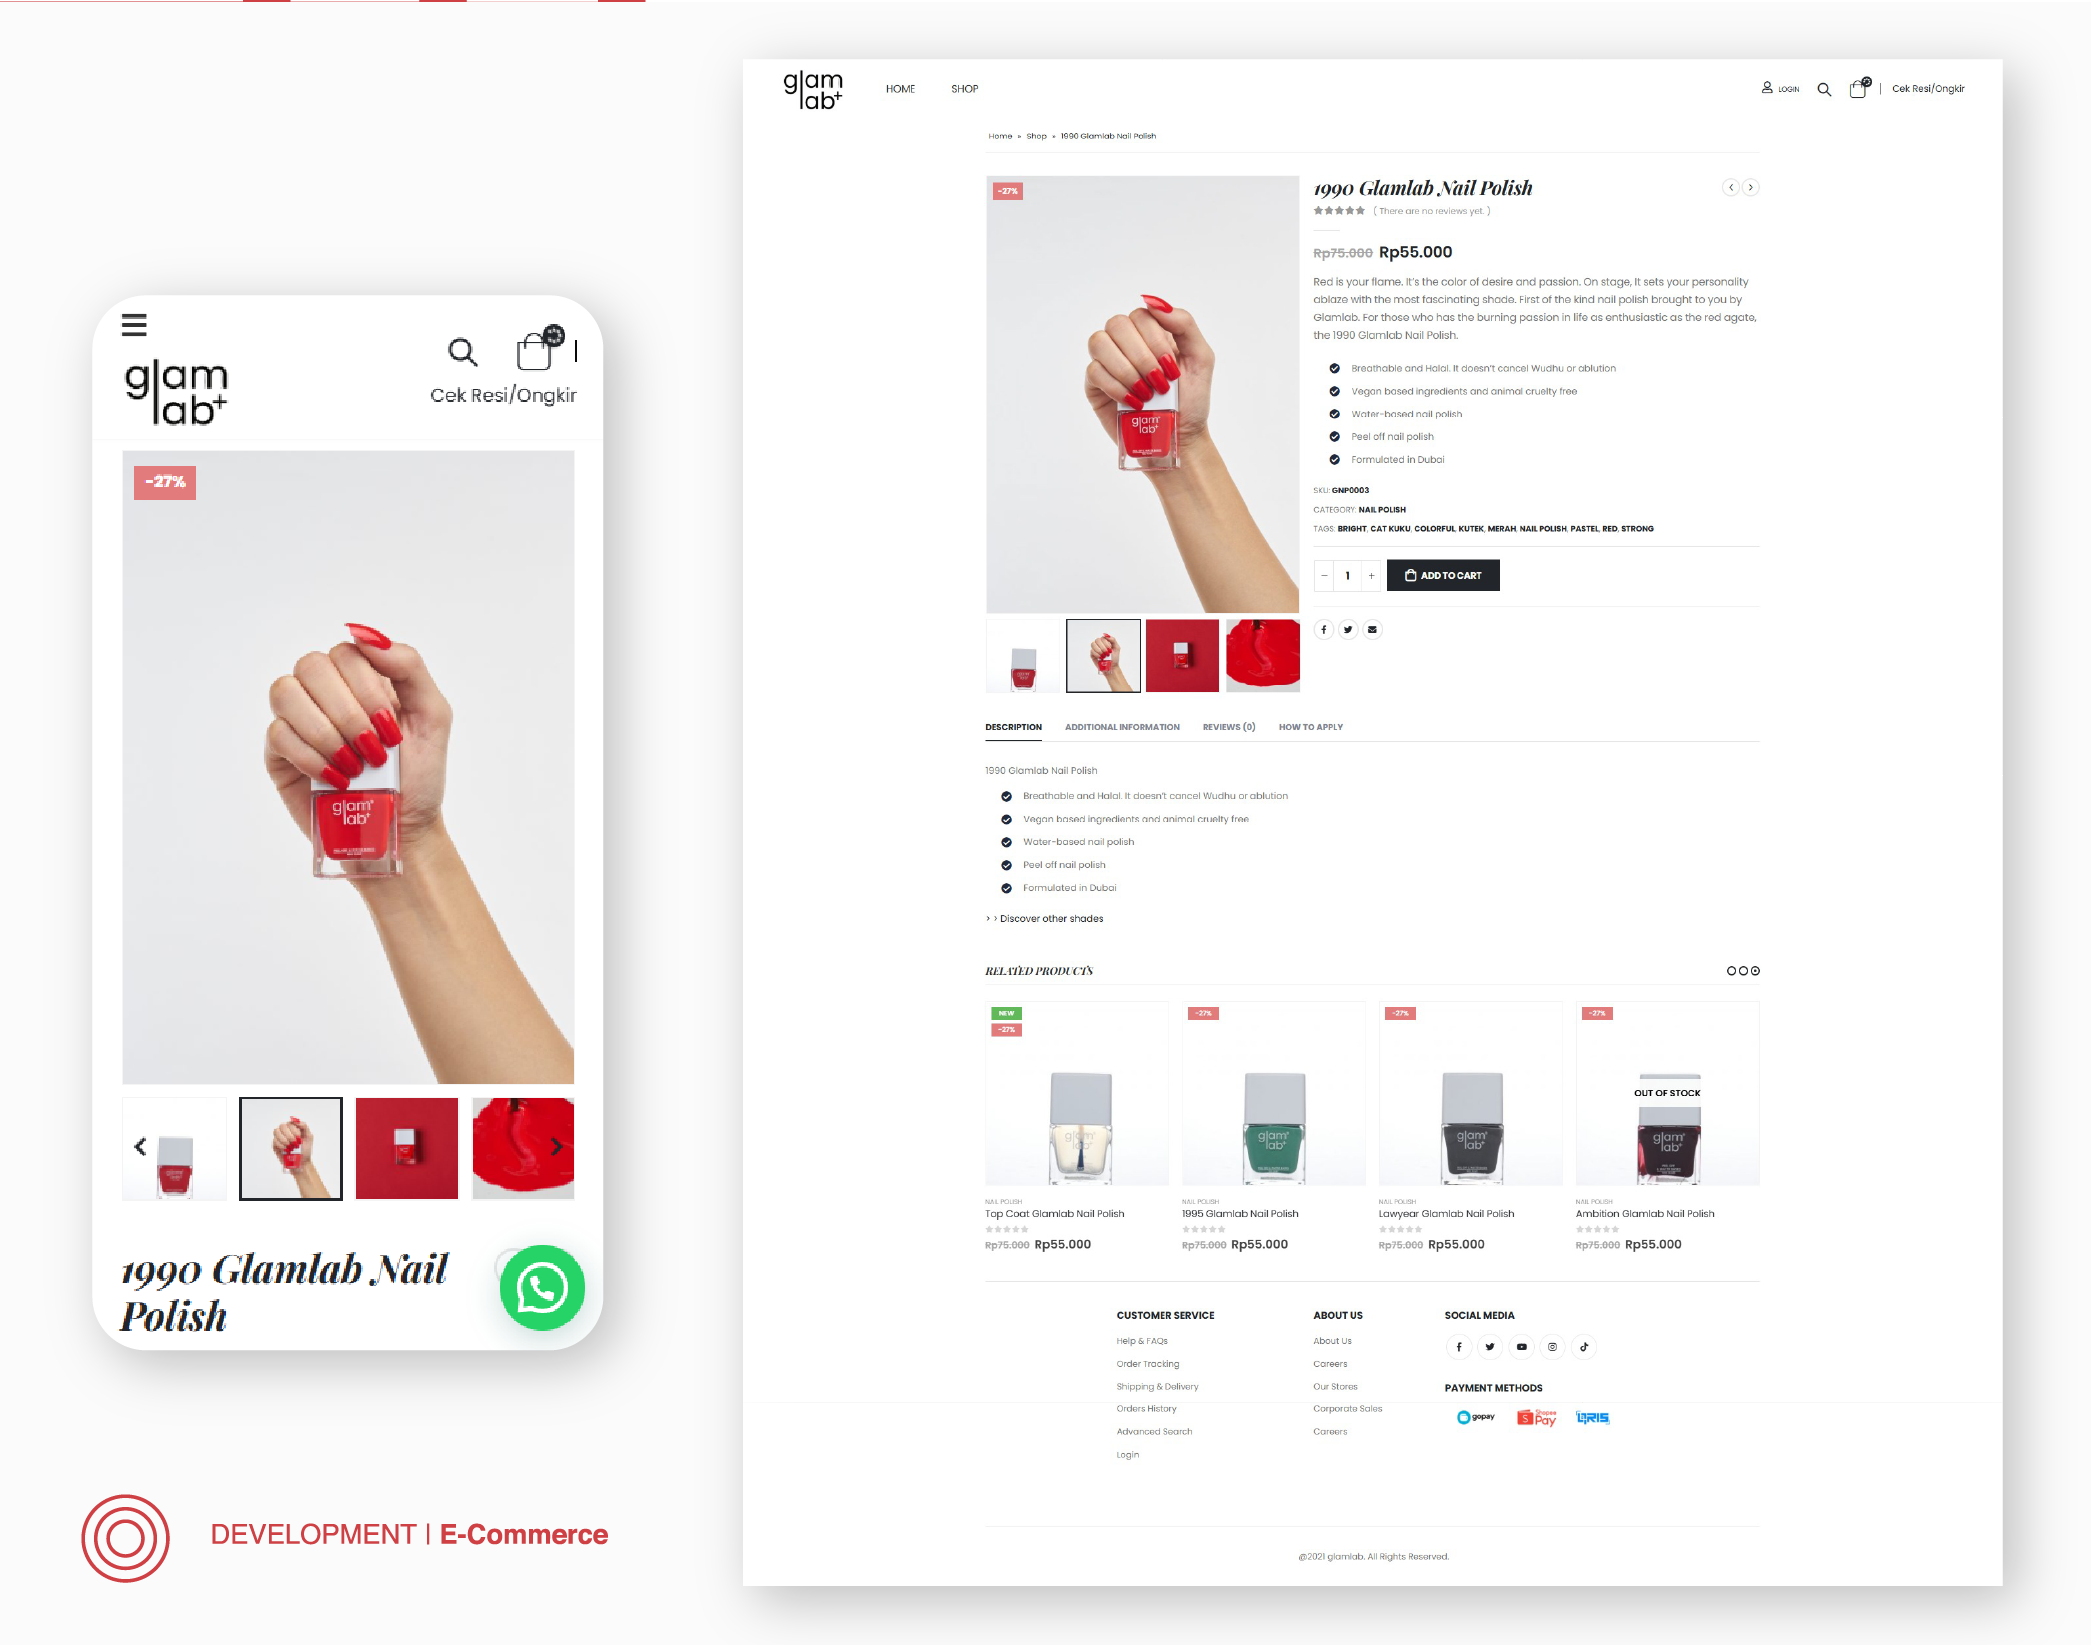 glam
lab+
Cek Resi/Ongkir
-27%
glam+
lab+
1990 Glamlab Nail
Polish
DEVELOPMENT | E-Commerce
glam
lab+
HOME
SHOP
LOGIN
Cek Resi/Ongkir
Home » Shop » 1990 Glamlab Nail Polish
-27%
glam+
lab+
1990 Glamlab Nail Polish
( There are no reviews yet. )
Rp75.000 Rp55.000
Red is your flame. It's the color of desire and passion. On stage, It sets your personality
ablaze with the most fascinating shade. First of the kind nail polish brought to you by
Glamlab. For those who has the burning passion in life as enthusiastic as the red agate,
the 1990 Glamlab Nail Polish.
Breathable and Halal. It doesn't cancel Wudhu or ablution
Vegan based ingredients and animal cruelty free
Water-based nail polish
Peel off nail polish
Formulated in Dubai
SKU: GNP0003
CATEGORY: NAIL POLISH
TAGS: BRIGHT, CAT KUKU, COLORFUL, KUTEK, MERAH, NAIL POLISH, PASTEL, RED, STRONG
- 1 +
ADD TO CART
DESCRIPTION
ADDITIONAL INFORMATION
REVIEWS (0)
HOW TO APPLY
1990 Glamlab Nail Polish
Breathable and Halal. It doesn't cancel Wudhu or ablution
Vegan based ingredients and animal cruelty free
Water-based nail polish
Peel off nail polish
Formulated in Dubai
> > Discover other shades
RELATED PRODUCTS
NEW
-27%
glam+
lab+
NAIL POLISH
Top Coat Glamlab Nail Polish
Rp75.000 Rp55.000
-27%
glam+
lab+
NAIL POLISH
1995 Glamlab Nail Polish
Rp75.000 Rp55.000
-27%
glam+
lab+
NAIL POLISH
Lawyear Glamlab Nail Polish
Rp75.000 Rp55.000
-27%
OUT OF STOCK
glam+
lab+
NAIL POLISH
Ambition Glamlab Nail Polish
Rp75.000 Rp55.000
CUSTOMER SERVICE
Help & FAQs
Order Tracking
Shipping & Delivery
Orders History
Advanced Search
Login
ABOUT US
About Us
Careers
Our Stores
Corporate Sales
Careers
SOCIAL MEDIA
PAYMENT METHODS
gopay
Shopee
Pay
QRIS
@2021 glamlab. All Rights Reserved.